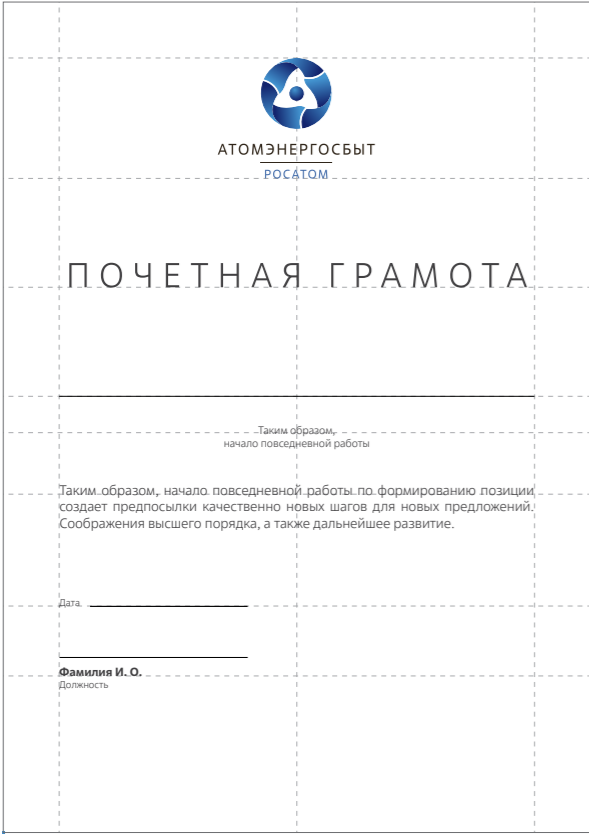 АТОМЭНЕРГОСБЫТ
РОСАТОМ
ПОЧЕТНАЯ ГРАМОТА
Таким образом,
начало повседневной работы
Таким образом, начало повседневной работы по формированию позиции
создает предпосылки качественно новых шагов для новых предложений.
Соображения высшего порядка, а также дальнейшее развитие.
Дата
Фамилия И. О.
Должность